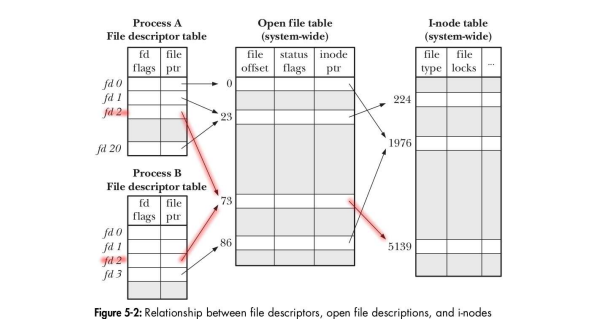 Process A
File descriptor table
fd
flags
file
ptr
fd 0
fd 1
fd 2
fd 20
Process B
File descriptor table
fd
flags
file
ptr
fd 0
fd 1
fd 2
fd 3
Open file table
(system-wide)
file
offset
status
flags
inode
ptr
0
23
73
86
I-node table
(system-wide)
file
type
file
locks
...
224
1976
5139
Figure 5-2: Relationship between file descriptors, open file descriptions, and i-nodes